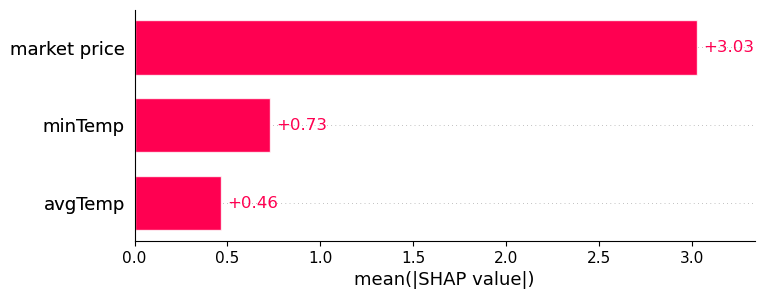 market price +3.03
minTemp +0.73
avgTemp +0.46
0.0 0.5 1.0 1.5 2.0 2.5 3.0
mean(|SHAP value|)